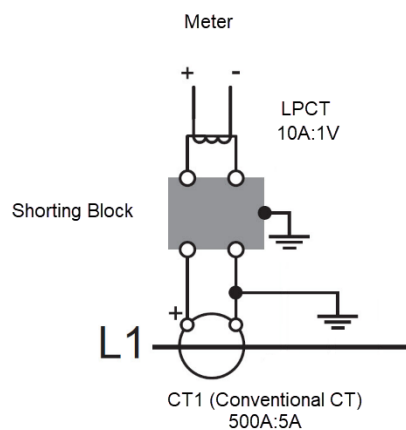 Meter
+ -
LPCT
10A:1V
Shorting Block
+
L1
CT1 (Conventional CT)
500A:5A